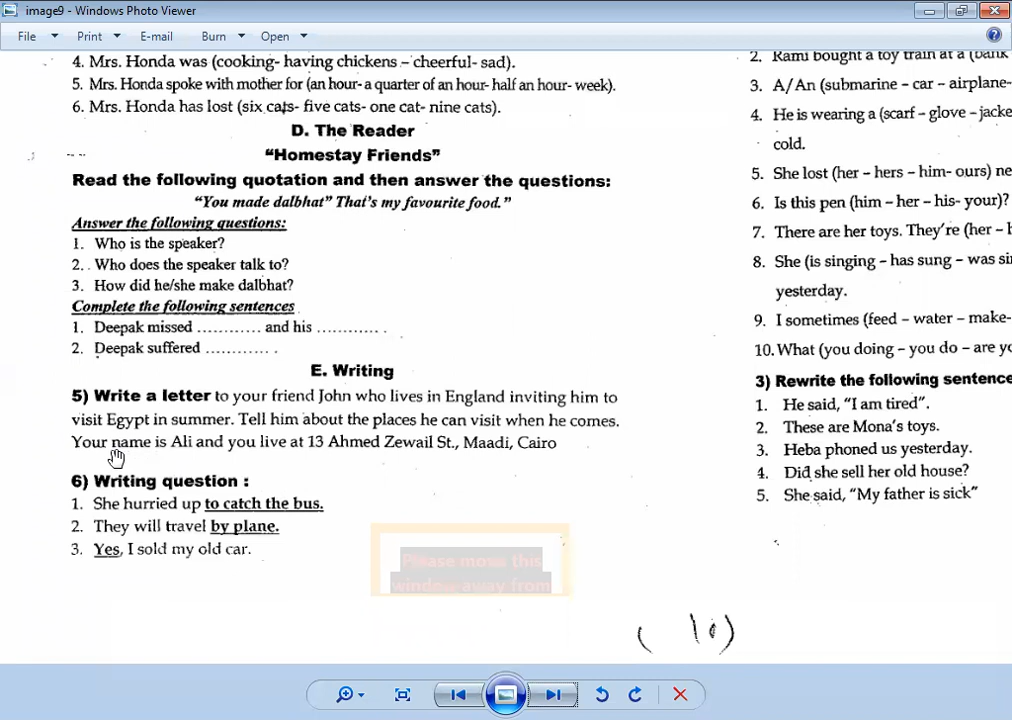 image9 - Windows Photo Viewer
File Print E-mail Burn Open
4. Mrs. Honda was (cooking- having chickens – cheerful- sad).
5. Mrs. Honda spoke with mother for (an hour- a quarter of an hour- half an hour- week).
6. Mrs. Honda has lost (six cats- five cats- one cat- nine cats).
D. The Reader
“Homestay Friends”
Read the following quotation and then answer the questions:
“You made dalbhat” That’s my favourite food.”
Answer the following questions:
1. Who is the speaker?
2. . Who does the speaker talk to?
3. How did he/she make dalbhat?
Complete the following sentences
1. Deepak missed ………… and his ………… .
2. Deepak suffered ………… .
E. Writing
5) Write a letter to your friend John who lives in England inviting him to
visit Egypt in summer. Tell him about the places he can visit when he comes.
Your name is Ali and you live at 13 Ahmed Zewail St., Maadi, Cairo
6) Writing question :
1. She hurried up to catch the bus.
2. They will travel by plane.
3. Yes, I sold my old car.
Please move this
window away from
2. Rami bought a toy train at a (bank
3. A/An (submarine – car – airplane-
4. He is wearing a (scarf – glove – jacke
cold.
5. She lost (her – hers – him- ours) ne
6. Is this pen (him – her – his- your)?
7. There are her toys. They’re (her – h
8. She (is singing – has sung – was sin
yesterday.
9. I sometimes (feed – water – make-
10. What (you doing – you do – are yo
3) Rewrite the following sentence
1. He said, “I am tired”.
2. These are Mona’s toys.
3. Heba phoned us yesterday.
4. Did she sell her old house?
5. She said, “My father is sick”
( 10)